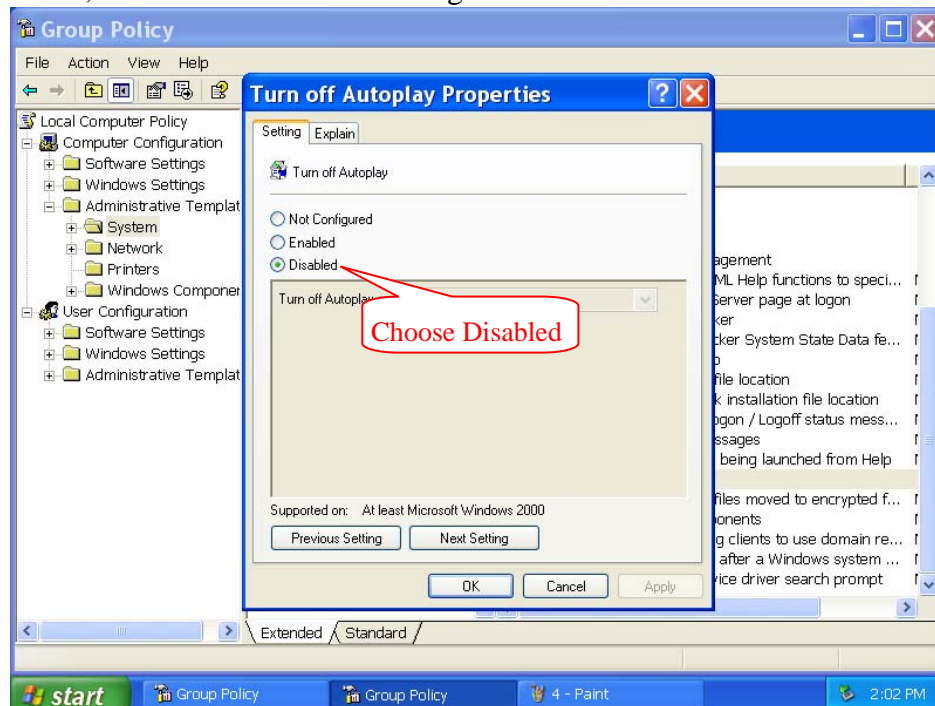 Group Policy
File Action View Help
Turn off Autoplay Properties
Local Computer Policy
Computer Configuration
Software Settings
Windows Settings
Administrative Templat
System
Network
Printers
Windows Componer
User Configuration
Software Settings
Windows Settings
Administrative Templat
Setting Explain
Turn off Autoplay
Not Configured
Enabled
Disabled
Turn off Autoplay
Choose Disabled
Supported on: At least Microsoft Windows 2000
Previous Setting Next Setting
OK Cancel Apply
agement
ML Help functions to speci...
Server page at logon
ker
cker System State Data fe...
file location
k installation file location
ogon / Logoff status mess...
ssages
being launched from Help
files moved to encrypted f...
onents
g clients to use domain re...
after a Windows system ...
vice driver search prompt
Extended Standard
start Group Policy Group Policy 4 - Paint 2:02 PM